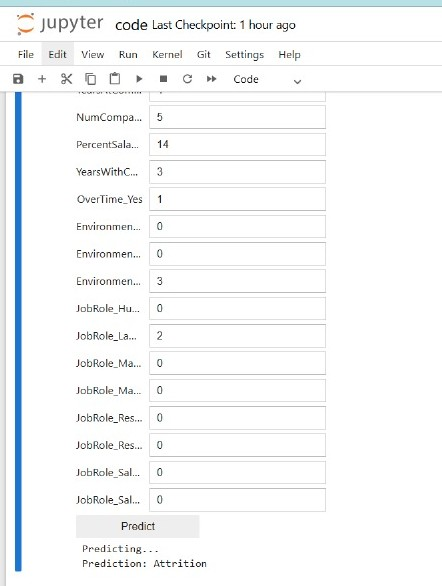 jupyter code Last Checkpoint: 1 hour ago
File Edit View Run Kernel Git Settings Help
Code
NumCompa... 5
PercentSala... 14
YearsWithC... 3
OverTime_Yes 1
Environmen... 0
Environmen... 0
Environmen... 3
JobRole_Hu... 0
JobRole_La... 2
JobRole_Ma... 0
JobRole_Ma... 0
JobRole_Res... 0
JobRole_Res... 0
JobRole_Sal... 0
JobRole_Sal... 0
Predict
Predicting...
Prediction: Attrition